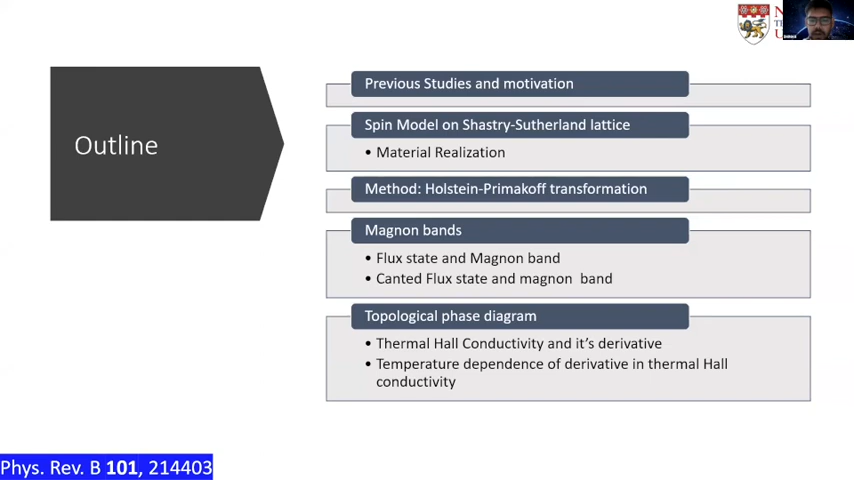 Outline
Previous Studies and motivation
Spin Model on Shastry-Sutherland lattice
• Material Realization
Method: Holstein-Primakoff transformation
Magnon bands
• Flux state and Magnon band
• Canted Flux state and magnon band
Topological phase diagram
• Thermal Hall Conductivity and it's derivative
• Temperature dependence of derivative in thermal Hall
conductivity
Phys. Rev. B 101, 214403